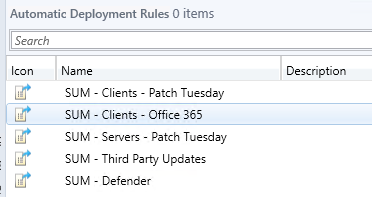 Automatic Deployment Rules 0 items
Search
Icon Name Description
SUM - Clients - Patch Tuesday
SUM - Clients - Office 365
SUM - Servers - Patch Tuesday
SUM - Third Party Updates
SUM - Defender